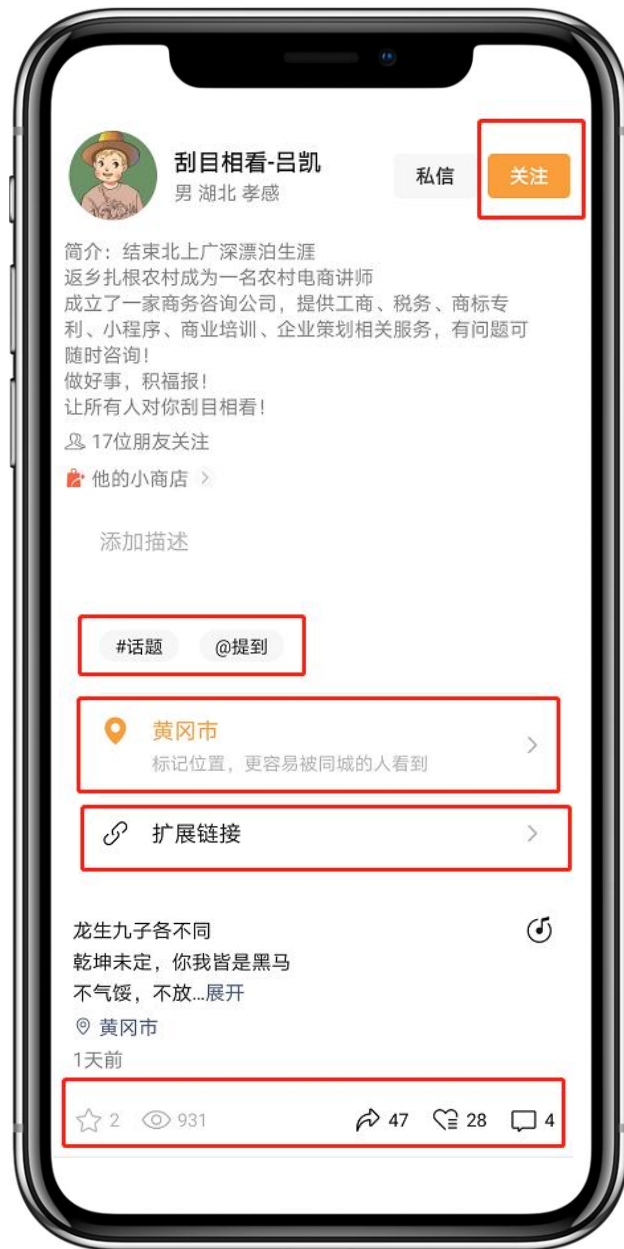 刮目相看-吕凯
男 湖北 孝感
私信
关注
简介：结束北上广深漂泊生涯
返乡扎根农村成为一名农村电商讲师
成立了一家商务咨询公司，提供工商、税务、商标专
利、小程序、商业培训、企业策划相关服务，有问题可
随时咨询！
做好事，积福报！
让所有人对你刮目相看！
17位朋友关注
他的小商店
添加描述
#话题 @提到
黄冈市
标记位置，更容易被同城的人看到
扩展链接
龙生九子各不同
乾坤未定，你我皆是黑马
不气馁，不放...展开
黄冈市
1天前
2 931 47 28 4